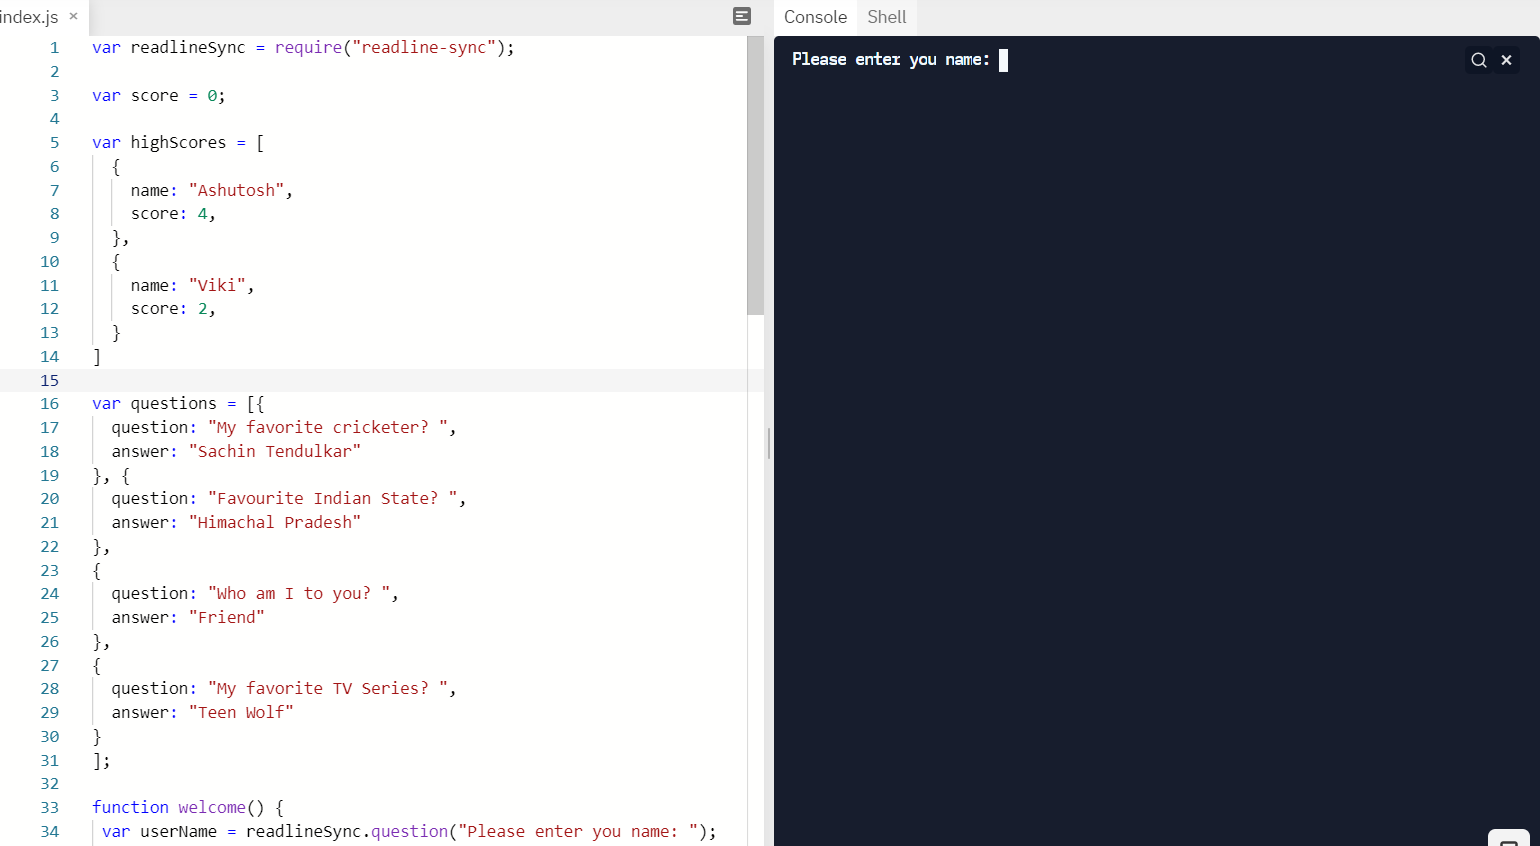 index.js ×
1 var readlineSync = require("readline-sync");
2
3 var score = 0;
4
5 var highScores = [
6 {
7 name: "Ashutosh",
8 score: 4,
9 },
10 {
11 name: "Viki",
12 score: 2,
13 }
14 ]
15
16 var questions = [{
17 question: "My favorite cricketer? ",
18 answer: "Sachin Tendulkar"
19 }, {
20 question: "Favourite Indian State? ",
21 answer: "Himachal Pradesh"
22 },
23 {
24 question: "Who am I to you? ",
25 answer: "Friend"
26 },
27 {
28 question: "My favorite TV Series? ",
29 answer: "Teen Wolf"
30 }
31 ];
32
33 function welcome() {
34 var userName = readlineSync.question("Please enter you name: ");
Console Shell
Please enter you name: